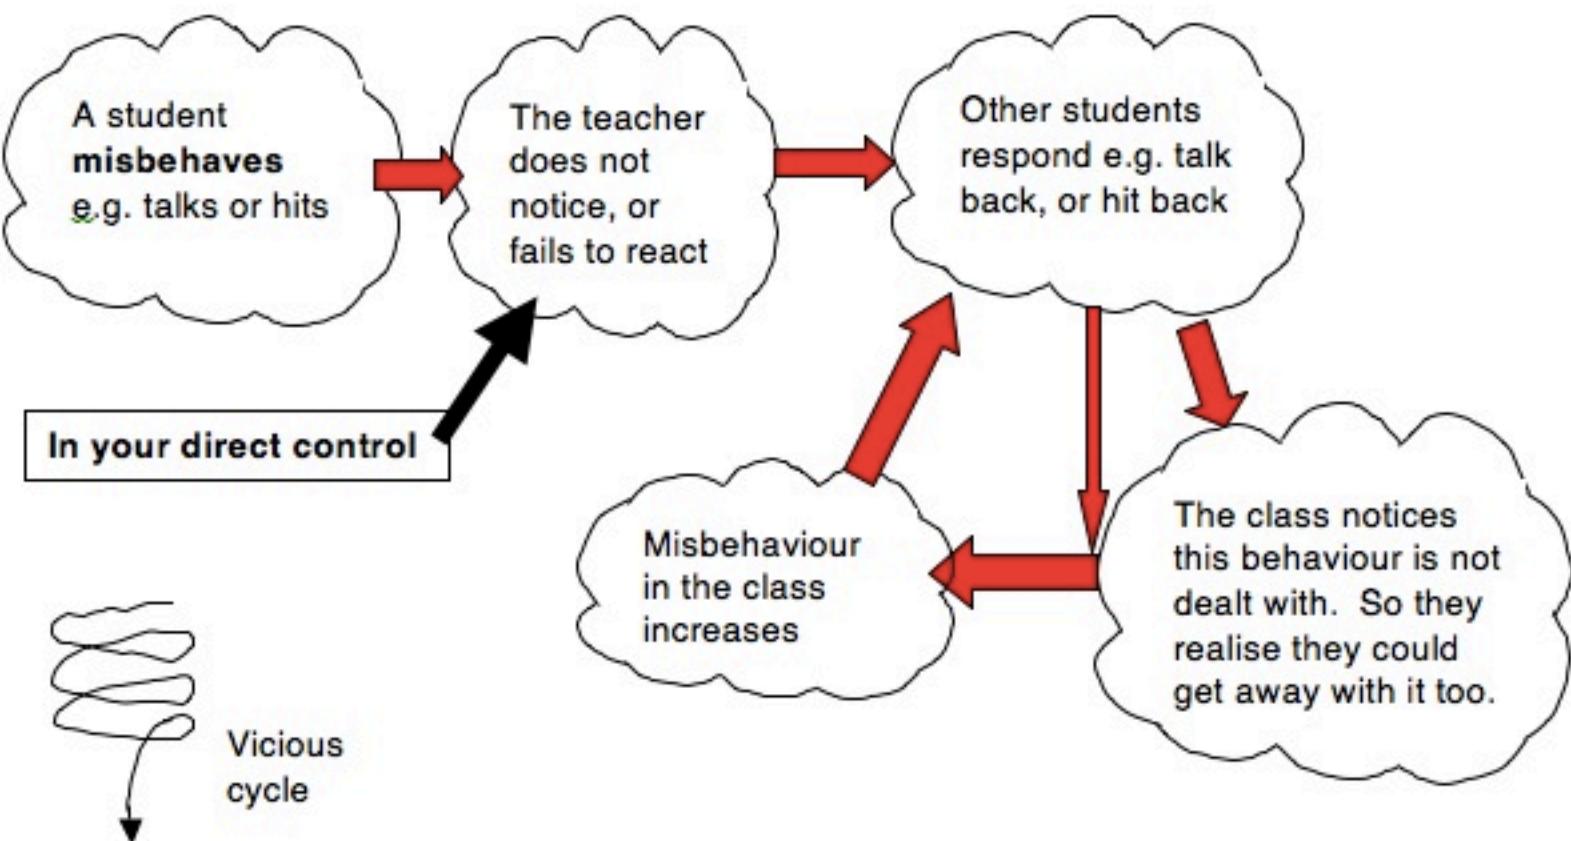 A student
misbehaves
e.g. talks or hits
The teacher
does not
notice, or
fails to react
Other students
respond e.g. talk
back, or hit back
In your direct control
Misbehaviour
in the class
increases
The class notices
this behaviour is not
dealt with.  So they
realise they could
get away with it too.
Vicious
cycle